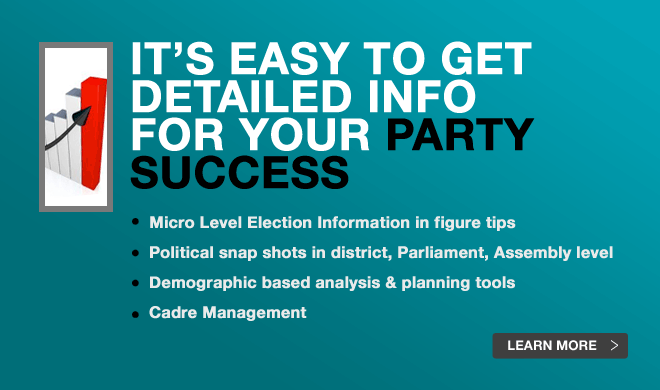 IT'S EASY TO GET
DETAILED INFO
FOR YOUR PARTY
SUCCESS
• Micro Level Election Information in figure tips
• Political snap shots in district, Parliament, Assembly level
• Demographic based analysis & planning tools
• Cadre Management
LEARN MORE >